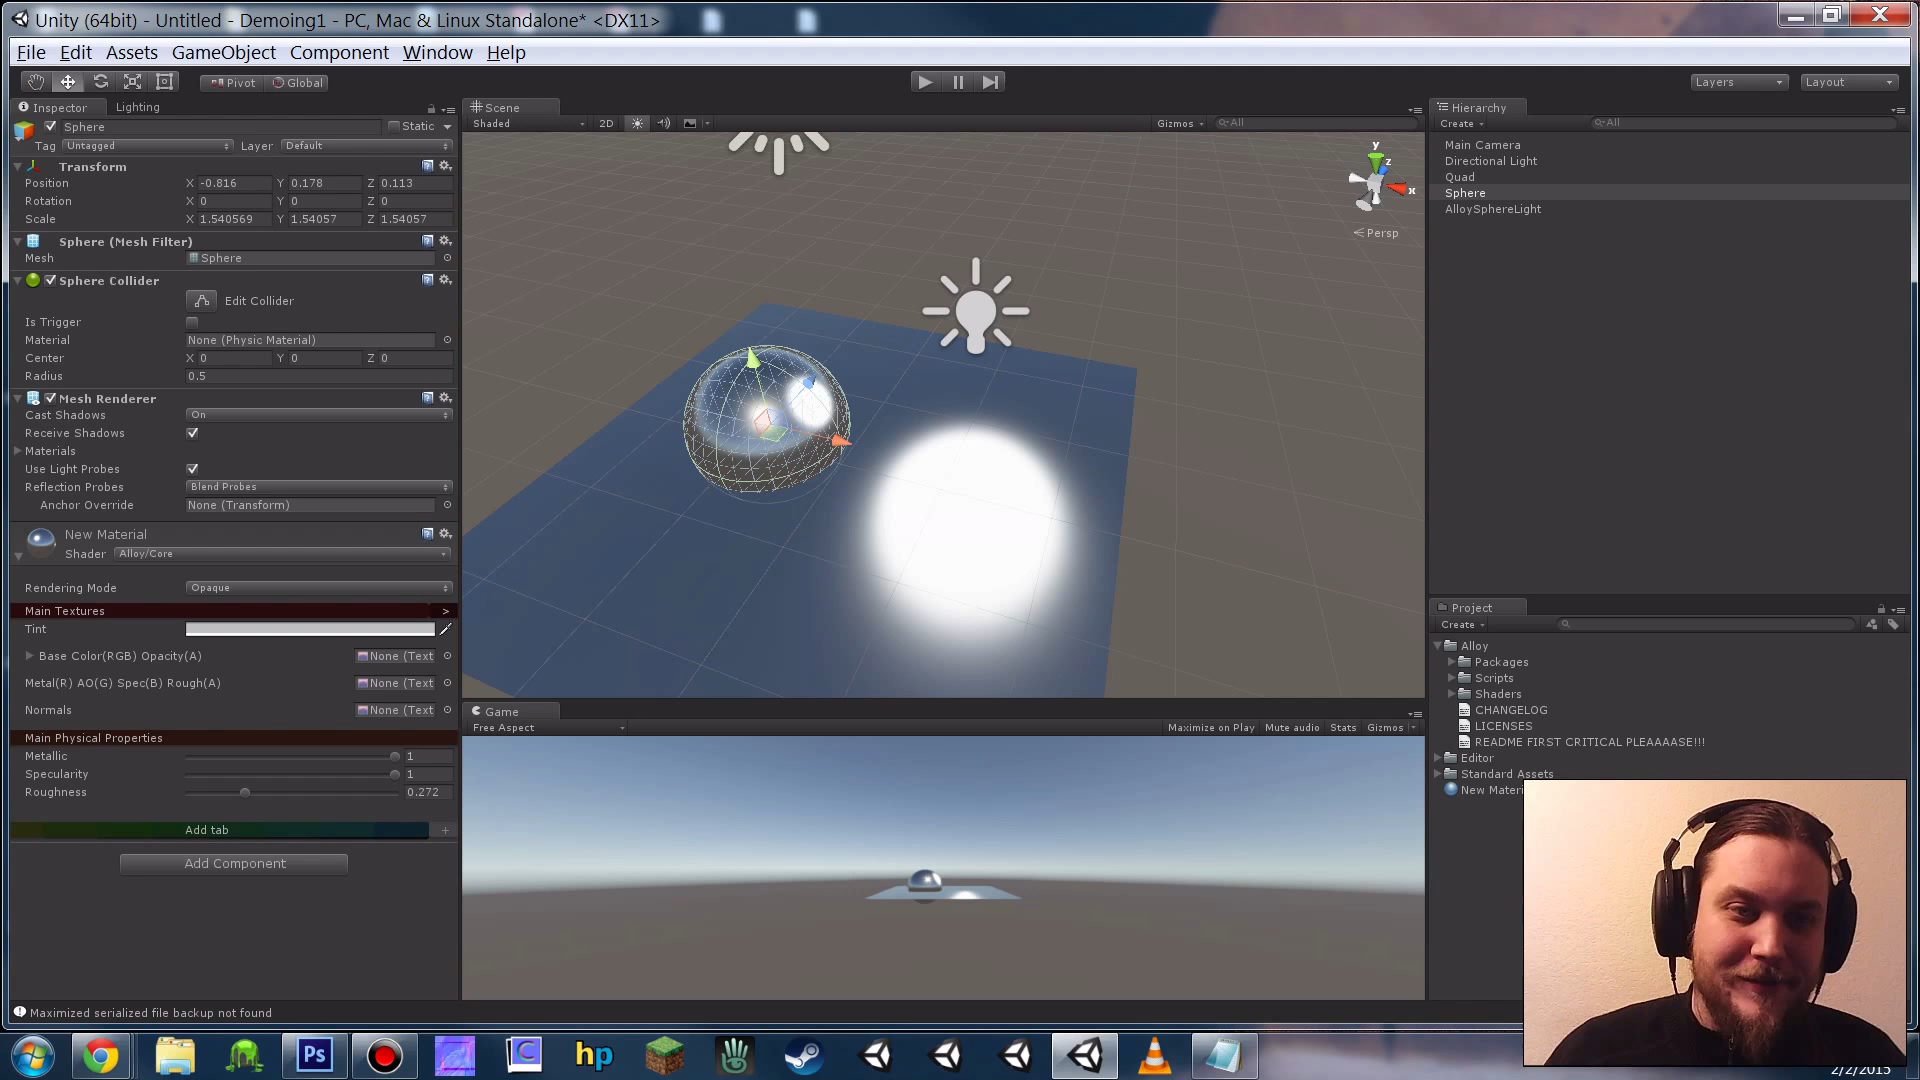 Unity (64bit) - Untitled - Demoing1 - PC, Mac & Linux Standalone* <DX11>
File Edit Assets GameObject Component Window Help
Pivot Global Layers Layout
Inspector Lighting
Sphere Static
Tag Untagged Layer Default
Transform
Position X -0.816 Y 0.178 Z 0.113
Rotation X 0 Y 0 Z 0
Scale X 1.540569 Y 1.54057 Z 1.54057
Sphere (Mesh Filter)
Mesh Sphere
Sphere Collider
Edit Collider
Is Trigger
Material None (Physic Material)
Center X 0 Y 0 Z 0
Radius 0.5
Mesh Renderer
Cast Shadows On
Receive Shadows
Materials
Use Light Probes
Reflection Probes Blend Probes
Anchor Override None (Transform)
New Material
Shader Alloy/Core
Rendering Mode Opaque
Main Textures >
Tint
Base Color(RGB) Opacity(A) None (Text
Metal(R) AO(G) Spec(B) Rough(A) None (Text
Normals None (Text
Main Physical Properties
Metallic 1
Specularity 1
Roughness 0.272
Add tab +
Add Component
Maximized serialized file backup not found
Scene
Shaded 2D Gizmos All
y
z
x
Persp
Game
Free Aspect Maximize on Play Mute audio Stats Gizmos
Hierarchy
Create All
Main Camera
Directional Light
Quad
Sphere
AlloySphereLight
Project
Create
Alloy
Packages
Scripts
Shaders
CHANGELOG
LICENSES
README FIRST CRITICAL PLEAAAASE!!!
Editor
Standard Assets
New Materi
Ps
C
hp
2/2/2015